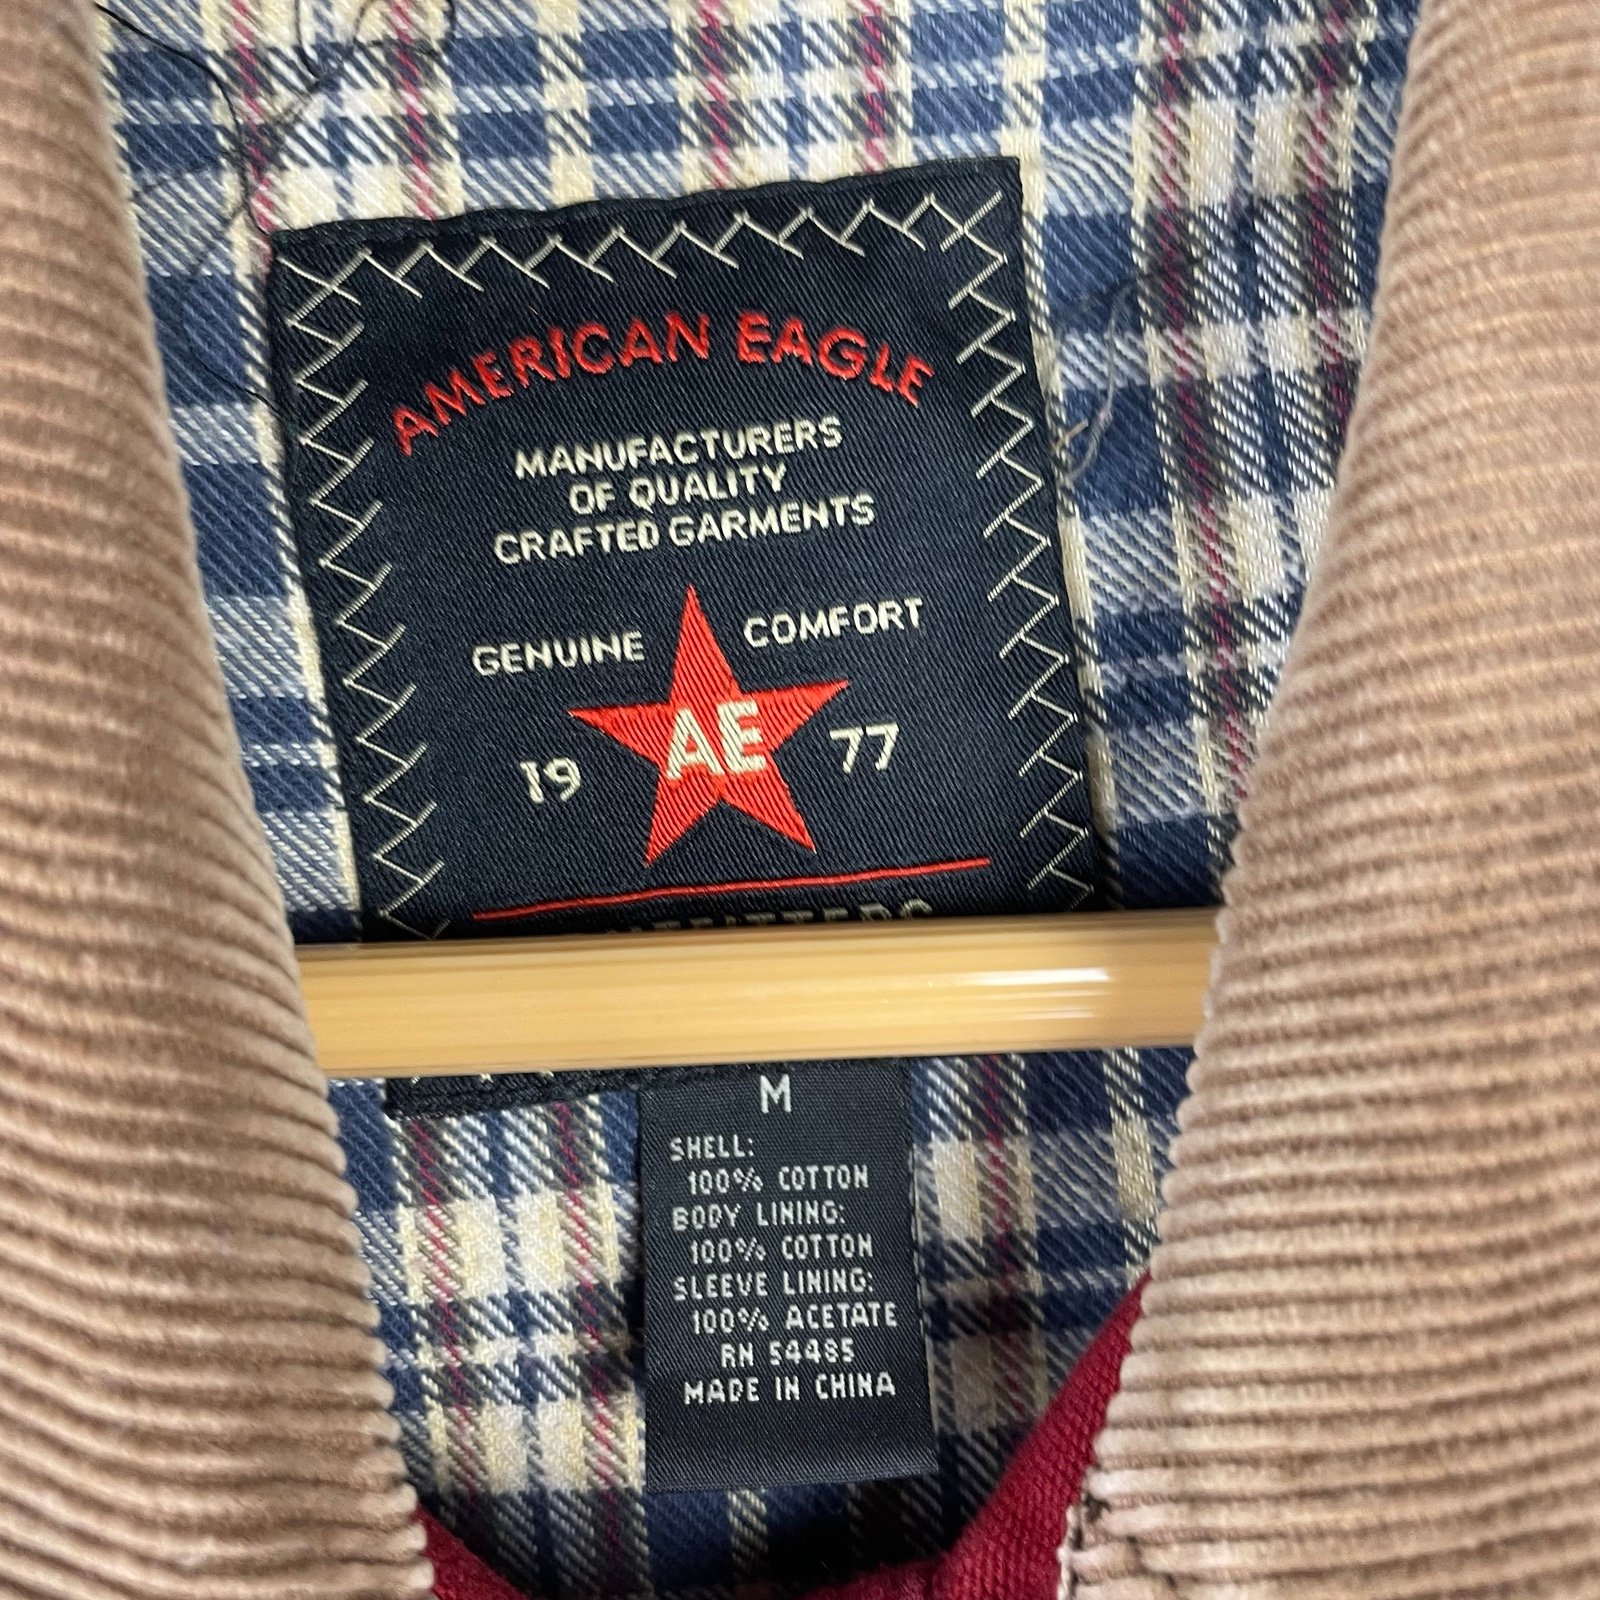 AMERICAN EAGLE
MANUFACTURERS
OF QUALITY
CRAFTED GARMENTS
GENUINE COMFORT
AE
19 77
M
SHELL:
100% COTTON
BODY LINING:
100% COTTON
SLEEVE LINING:
100% ACETATE
RN 54485
MADE IN CHINA